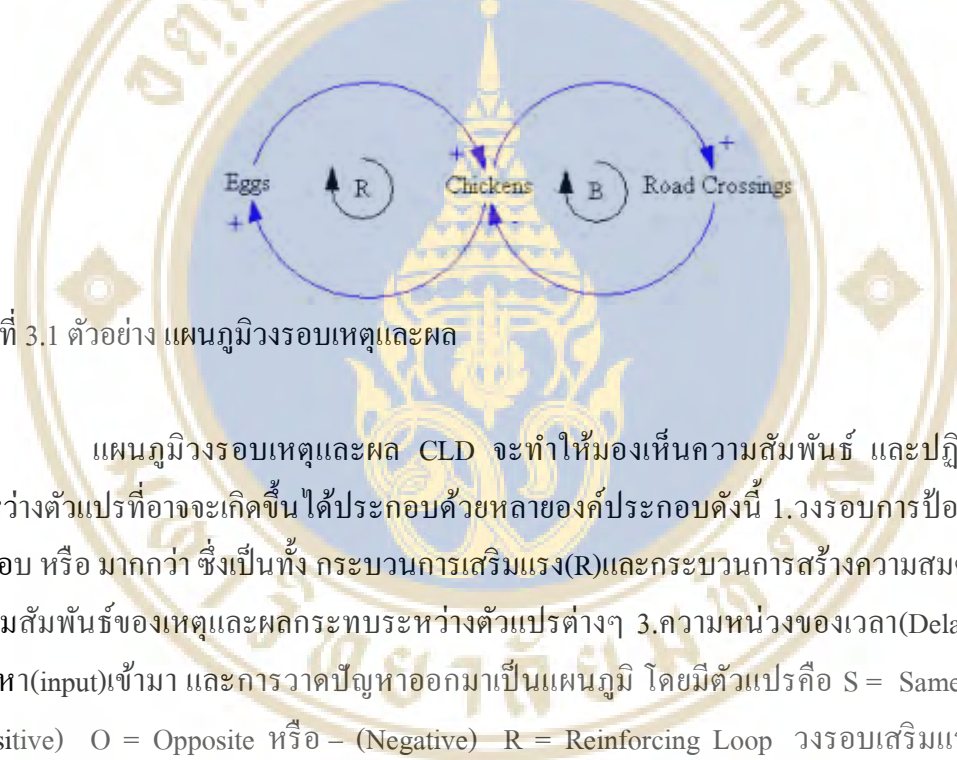 +
+
Eggs R Chickens B Road Crossings
+ -
ที่ 3.1 ตัวอย่าง แผนภูมิวงรอบเหตุและผล
แผนภูมิวงรอบเหตุและผล CLD จะทำให้มองเห็นความสัมพันธ์ และปฏิ
ว่างตัวแปรที่อาจจะเกิดขึ้นได้ประกอบด้วยหลายองค์ประกอบดังนี้ 1.วงรอบการป้อ
อบ หรือ มากกว่า ซึ่งเป็นทั้ง กระบวนการเสริมแรง(R)และกระบวนการสร้างความสม
มสัมพันธ์ของเหตุและผลกระทบระหว่างตัวแปรต่างๆ 3.ความหน่วงของเวลา(Dela
หา(input)เข้ามา และการวาดปัญหาออกมาเป็นแผนภูมิ โดยมีตัวแปรคือ S = Same
sitive) O = Opposite หรือ – (Negative) R = Reinforcing Loop วงรอบเสริมแร